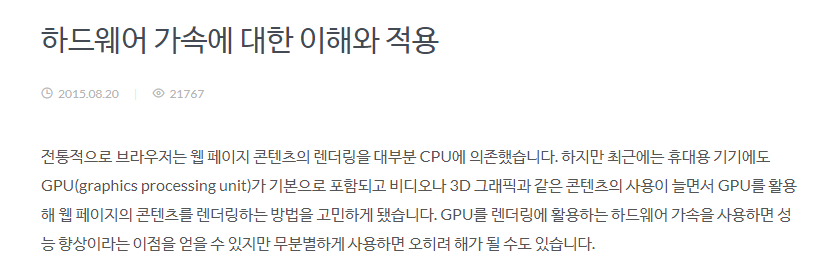 하드웨어 가속에 대한 이해와 적용
2015.08.20 21767
전통적으로 브라우저는 웹 페이지 콘텐츠의 렌더링을 대부분 CPU에 의존했습니다. 하지만 최근에는 휴대용 기기에도
GPU(graphics processing unit)가 기본으로 포함되고 비디오나 3D 그래픽과 같은 콘텐츠의 사용이 늘면서 GPU를 활용
해 웹 페이지의 콘텐츠를 렌더링하는 방법을 고민하게 됐습니다. GPU를 렌더링에 활용하는 하드웨어 가속을 사용하면 성
능 향상이라는 이점을 얻을 수 있지만 무분별하게 사용하면 오히려 해가 될 수도 있습니다.